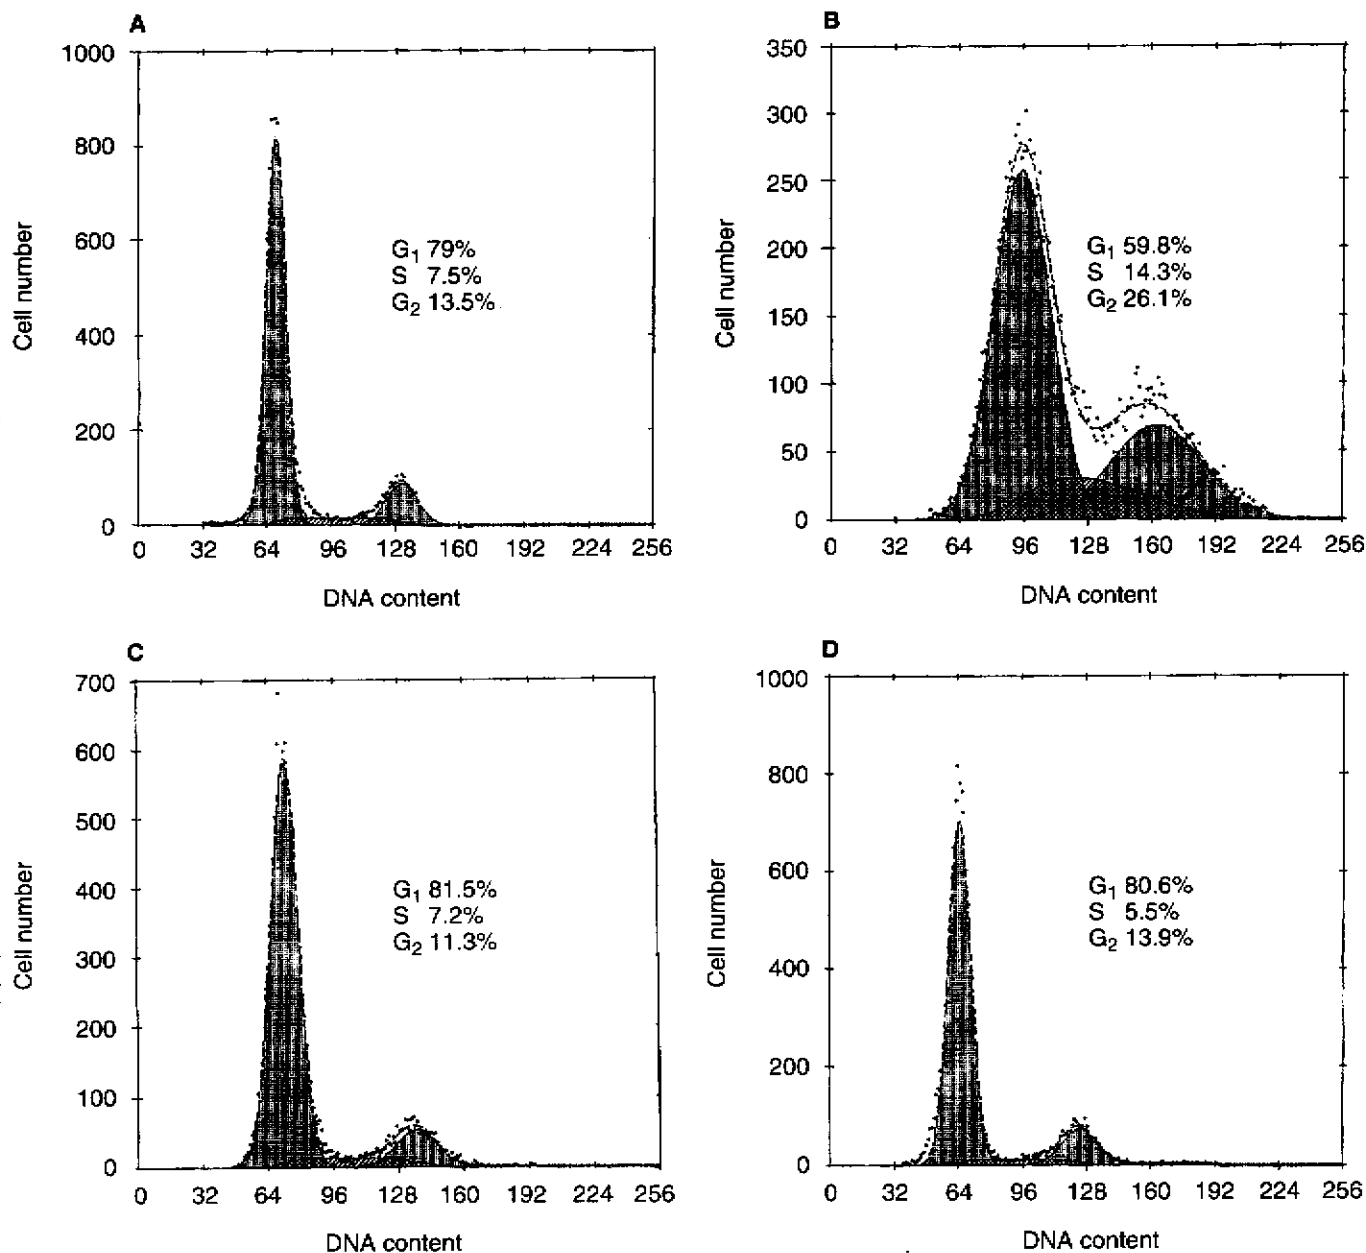 A
1000
800
600
400
200
0
Cell number
G₁ 79%
S 7.5%
G₂ 13.5%
0 32 64 96 128 160 192 224 256
DNA content
B
350
300
250
200
150
100
50
0
Cell number
G₁ 59.8%
S 14.3%
G₂ 26.1%
0 32 64 96 128 160 192 224 256
DNA content
C
700
600
500
400
300
200
100
0
Cell number
G₁ 81.5%
S 7.2%
G₂ 11.3%
0 32 64 96 128 160 192 224 256
DNA content
D
1000
800
600
400
200
0
Cell number
G₁ 80.6%
S 5.5%
G₂ 13.9%
0 32 64 96 128 160 192 224 256
DNA content